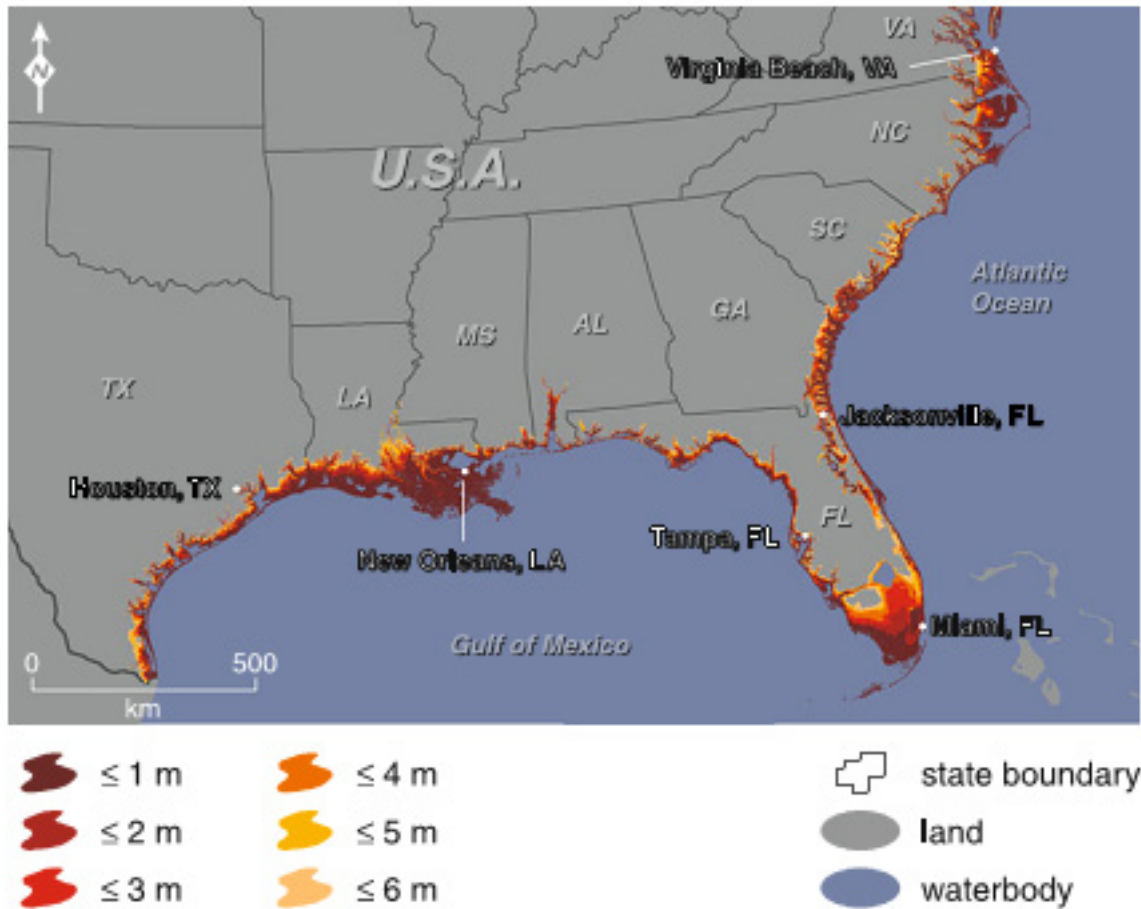 N
VA
Virginia Beach, VA
NC
U.S.A.
SC
Atlantic
Ocean
MS
AL
GA
TX
LA
Jacksonville, FL
Houston, TX
FL
Tampa, FL
New Orleans, LA
Miami, FL
Gulf of Mexico
0 500
km
≤ 1 m
≤ 4 m
state boundary
≤ 2 m
≤ 5 m
land
≤ 3 m
≤ 6 m
waterbody